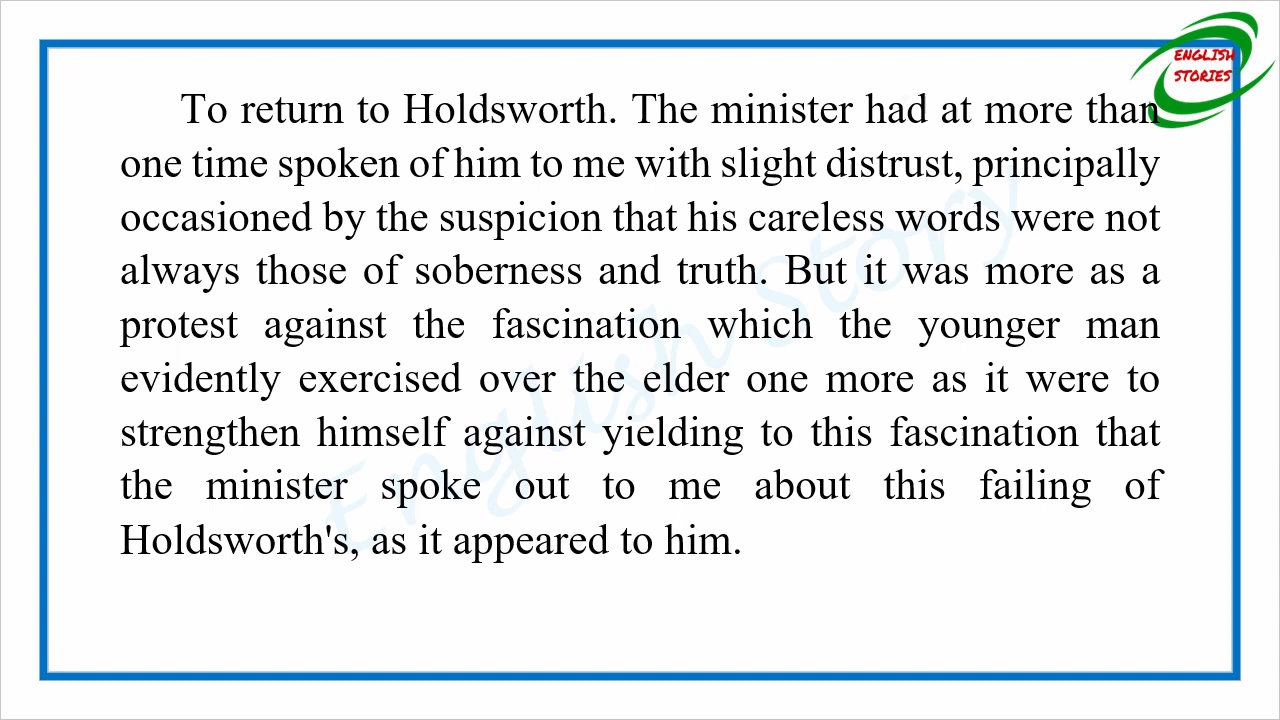 ENGLISH
STORIES
To return to Holdsworth. The minister had at more than
one time spoken of him to me with slight distrust, principally
occasioned by the suspicion that his careless words were not
always those of soberness and truth. But it was more as a
protest against the fascination which the younger man
evidently exercised over the elder one more as it were to
strengthen himself against yielding to this fascination that
the minister spoke out to me about this failing of
Holdsworth's, as it appeared to him.
English Story